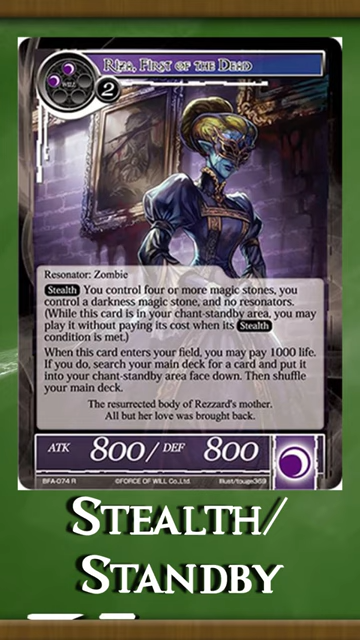 Riza, First of the Dead
WILL
2
Resonator: Zombie
Stealth You control four or more magic stones, you
control a darkness magic stone, and no resonators.
(While this card is in your chant-standby area, you may
play it without paying its cost when its Stealth
condition is met.)
When this card enters your field, you may pay 1000 life.
If you do, search your main deck for a card and put it
into your chant-standby area face down. Then shuffle
your main deck.
The resurrected body of Rezzard's mother.
All but her love was brought back.
ATK 800/ DEF 800
BFA-074 R ©FORCE OF WILL Co.,Ltd. Illust/fouge369
Stealth/
Standby